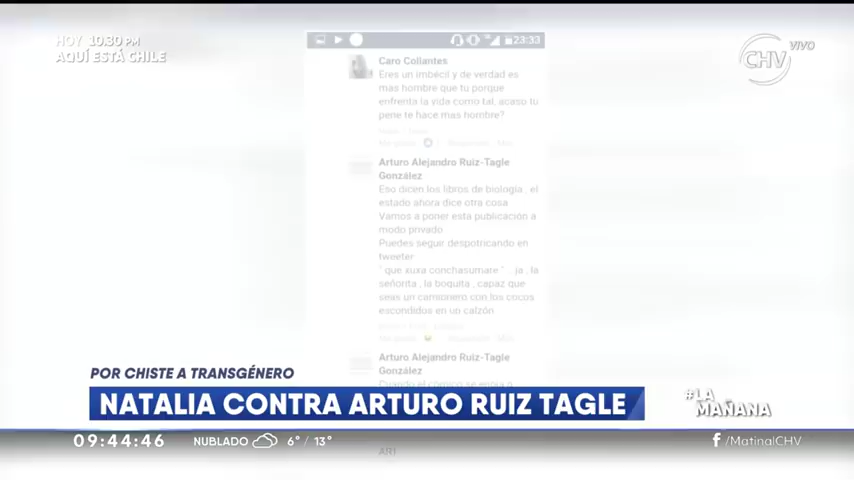 HOY 10:30 PM
AQUÍ ESTÁ CHILE
23:33
CHV VIVO
Caro Collantes
Eres un imbécil y de verdad es
mas hombre que tu porque
enfrenta la vida como tal, acaso tu
pene te hace mas hombre?
Arturo Alejandro Ruiz-Tagle
González
Eso dicen los libros de biología , el
estado ahora dice otra cosa
Vamos a poner esta publicación a
modo privado
Puedes seguir despotricando en
tweeter
" que xuxa conchasumare " .. ja , la
señorita , la boquita , capaz que
seas un camionero con los cocos
escondidos en un calzón
Arturo Alejandro Ruiz-Tagle
González
POR CHISTE A TRANSGÉNERO
NATALIA CONTRA ARTURO RUIZ TAGLE
#LA
MAÑANA
09:44:46 NUBLADO 6° / 13°
f /MatinalCHV